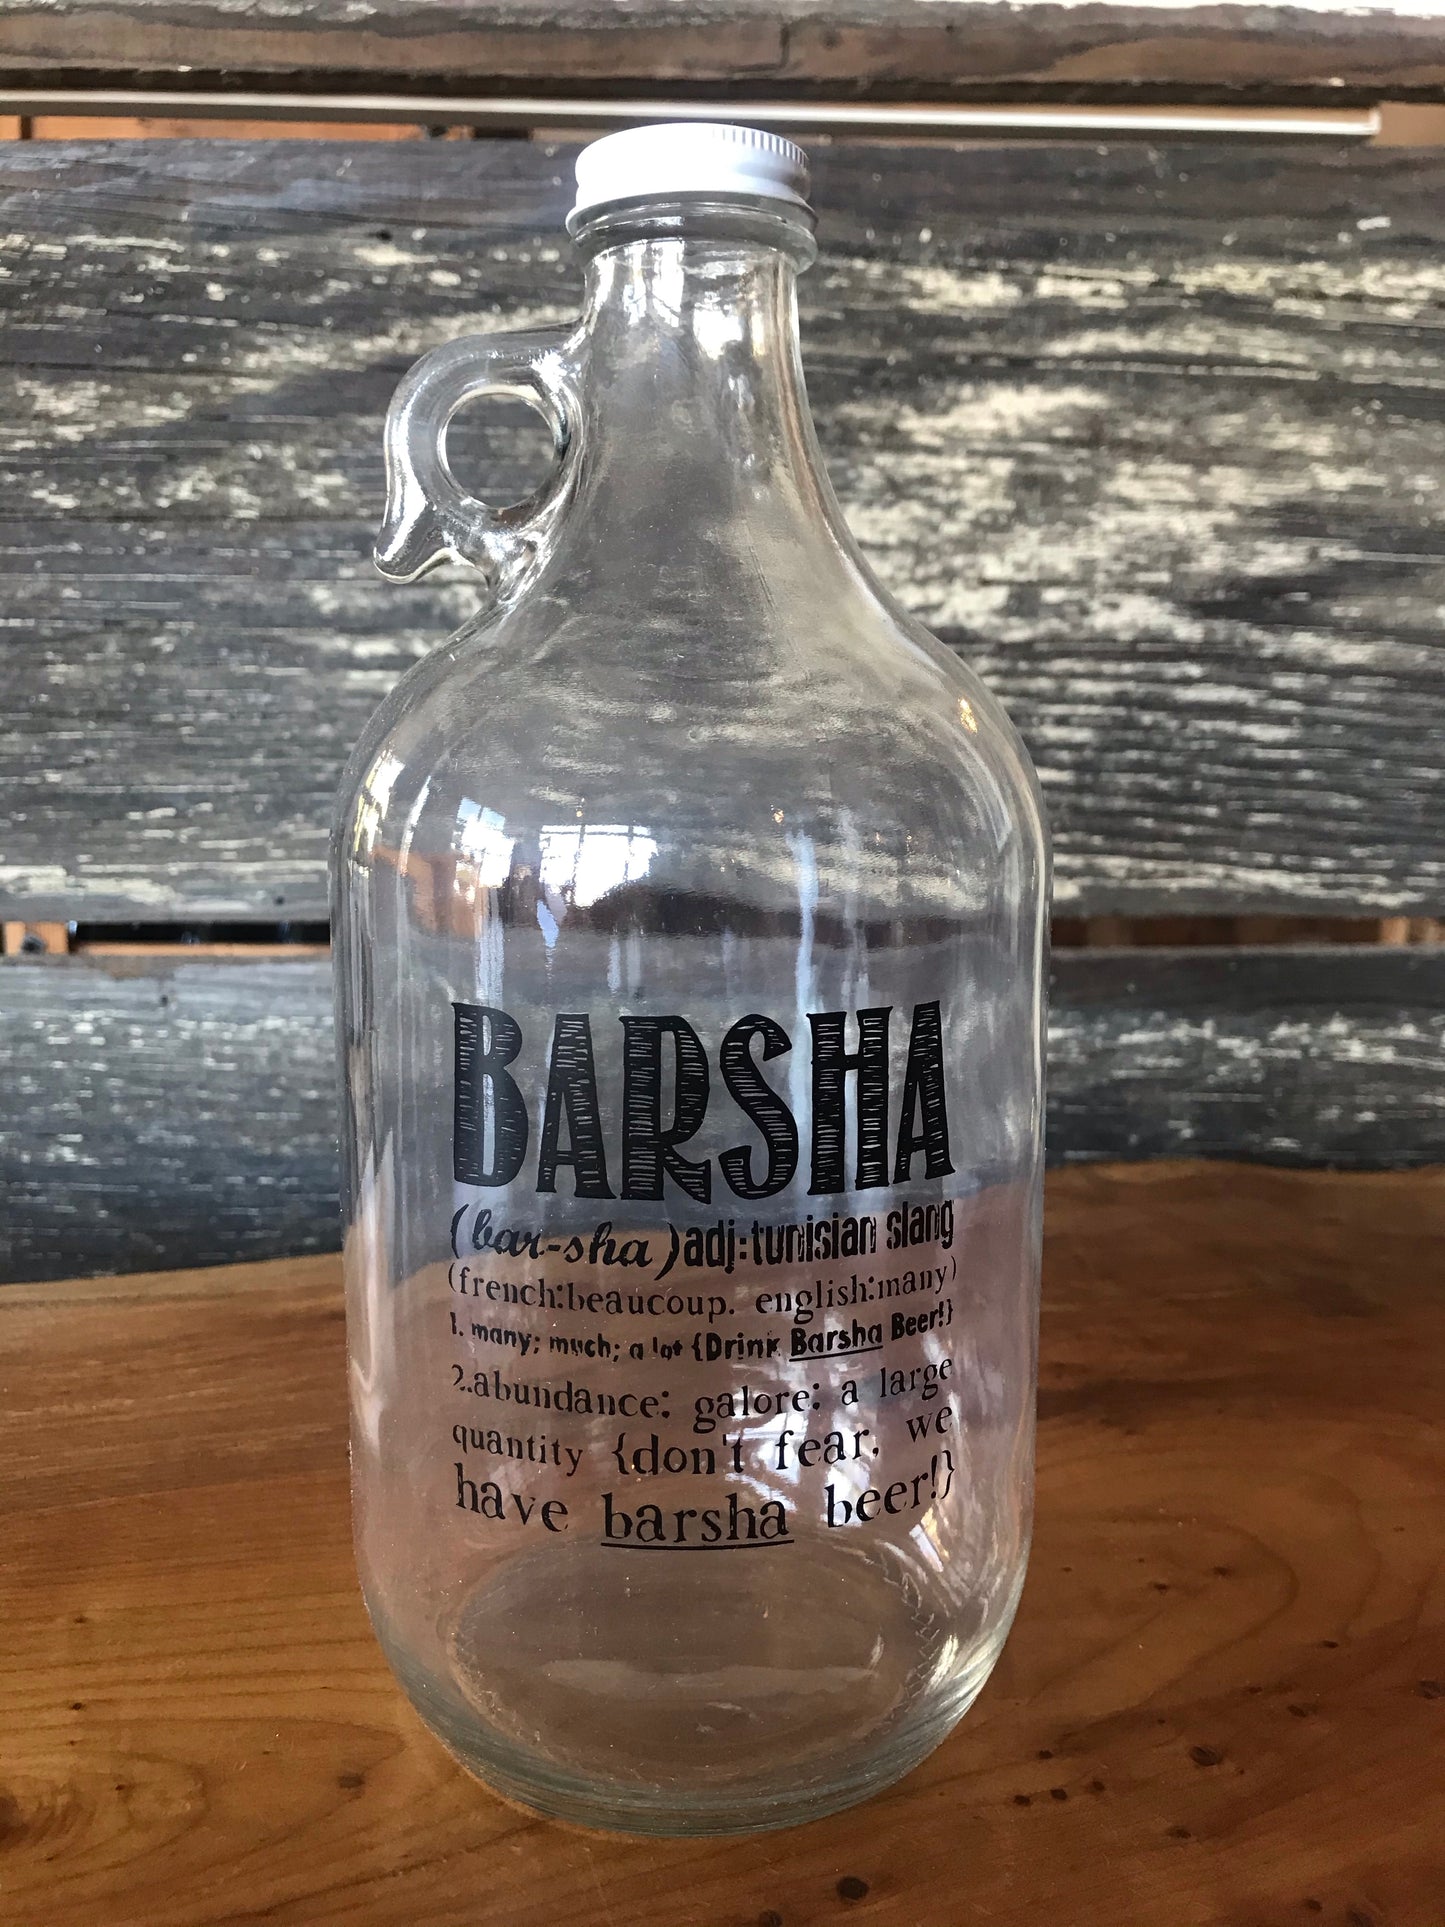 BARSHA
(bar-sha)adj:tunisian slang
(french:beaucoup. english:many)
1. many; much; a lot {Drink Barsha Beer!}
2.abundance; galore; a large
quantity {don't fear, we
have barsha beer!}